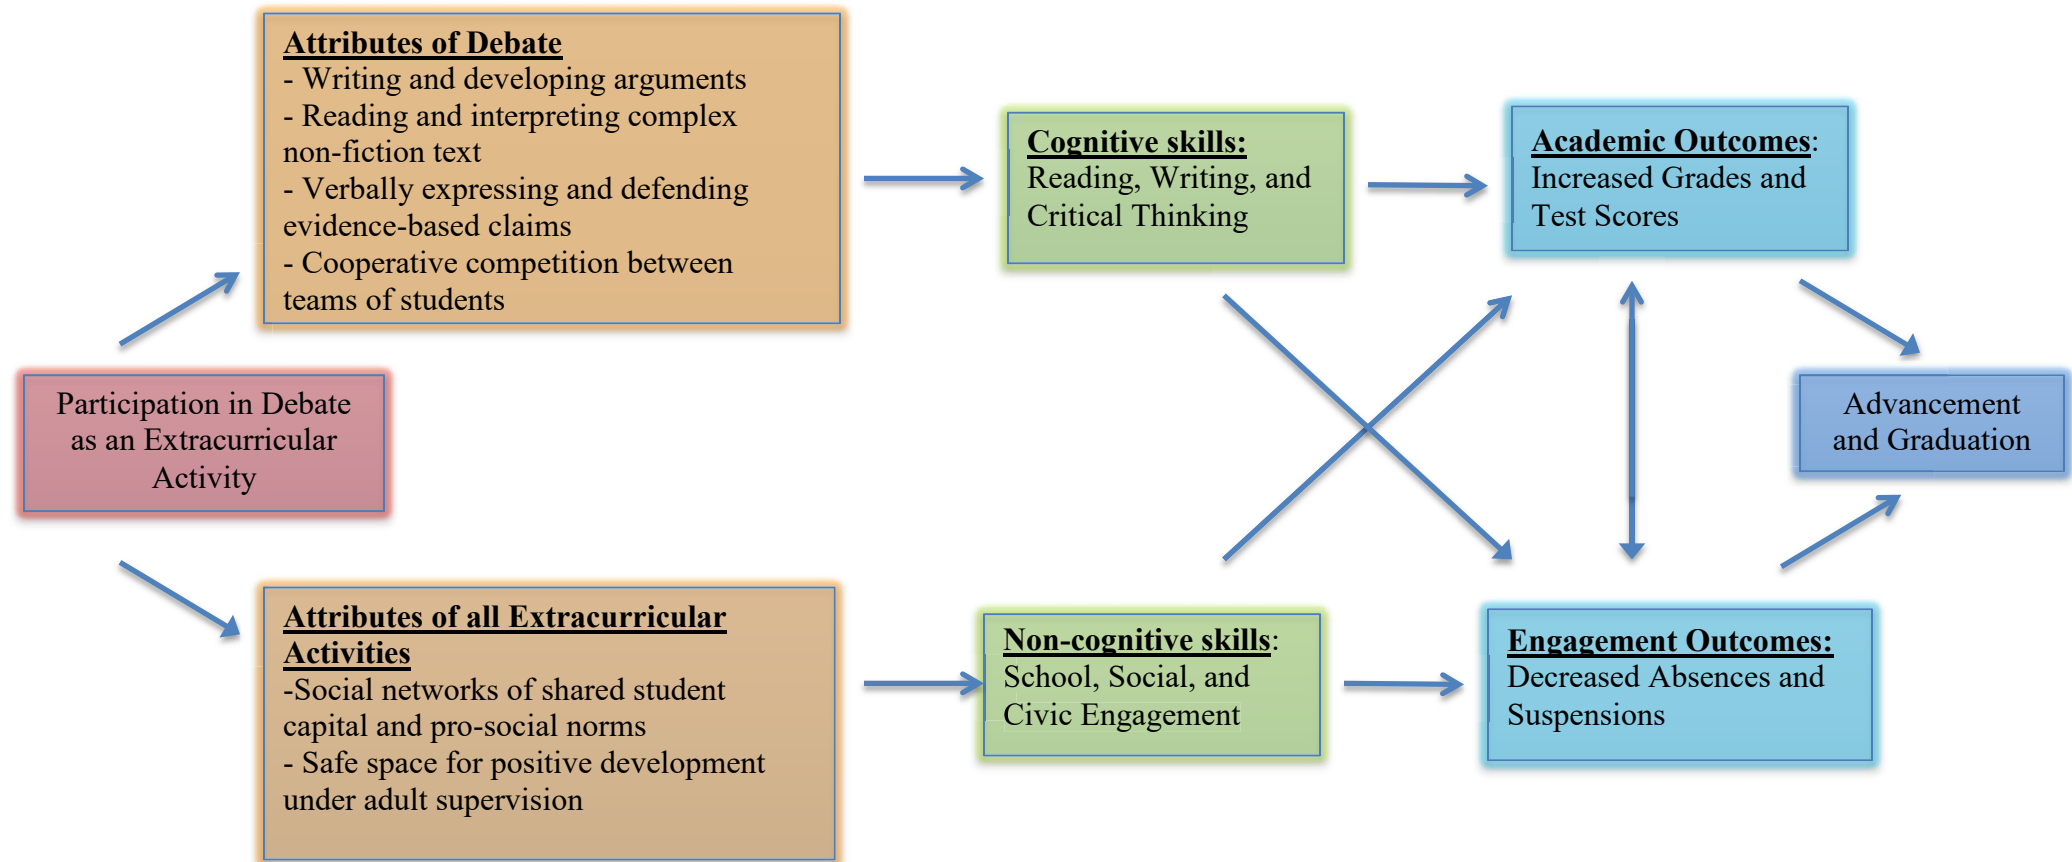 Attributes of Debate
- Writing and developing arguments
- Reading and interpreting complex
non-fiction text
- Verbally expressing and defending
evidence-based claims
- Cooperative competition between
teams of students
Cognitive skills:
Reading, Writing, and
Critical Thinking
Academic Outcomes:
Increased Grades and
Test Scores
Participation in Debate
as an Extracurricular
Activity
Advancement
and Graduation
Attributes of all Extracurricular
Activities
-Social networks of shared student
capital and pro-social norms
- Safe space for positive development
under adult supervision
Non-cognitive skills:
School, Social, and
Civic Engagement
Engagement Outcomes:
Decreased Absences and
Suspensions